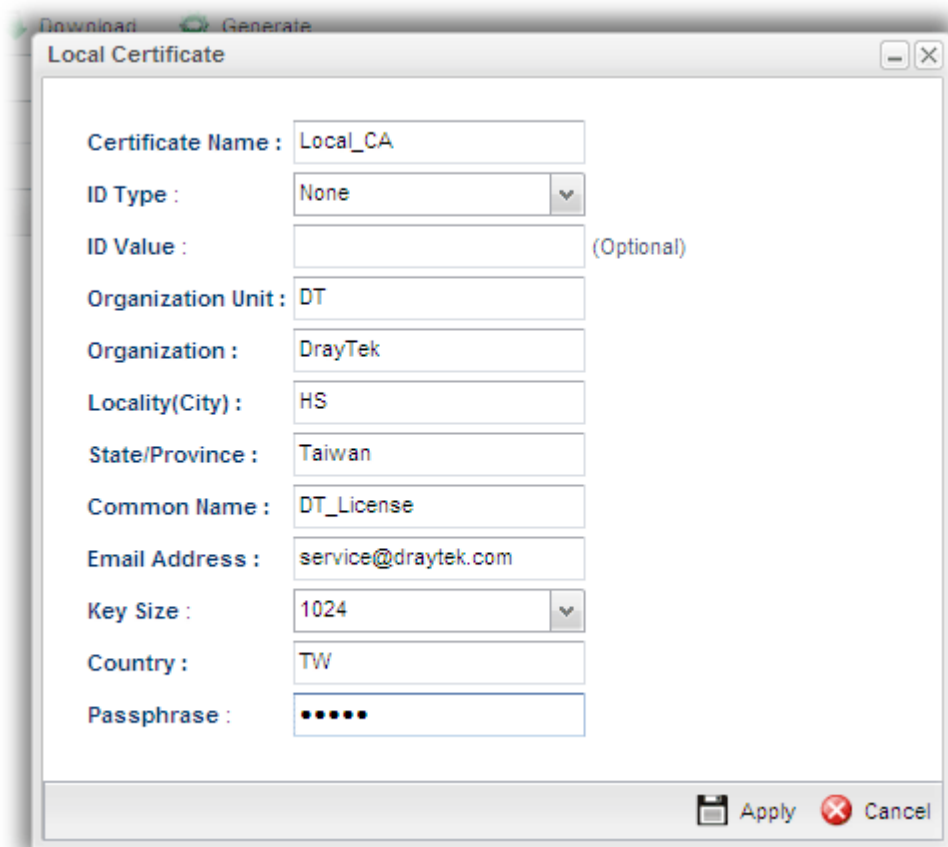 Download Generate
Local Certificate
Certificate Name : Local_CA
ID Type : None
ID Value : (Optional)
Organization Unit : DT
Organization : DrayTek
Locality(City) : HS
State/Province : Taiwan
Common Name : DT_License
Email Address : service@draytek.com
Key Size : 1024
Country : TW
Passphrase : •••••
Apply Cancel